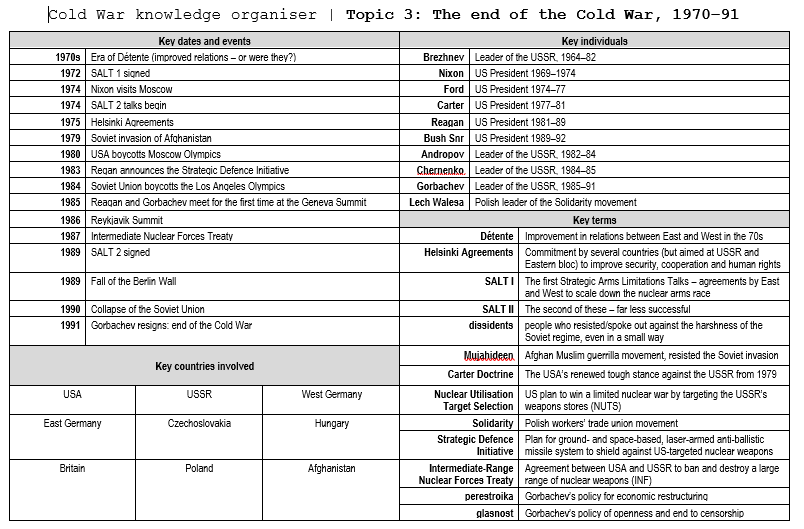 Cold War knowledge organiser | Topic 3: The end of the Cold War, 1970–91
Key dates and events
1970s Era of Détente (improved relations – or were they?)
1972 SALT 1 signed
1974 Nixon visits Moscow
1974 SALT 2 talks begin
1975 Helsinki Agreements
1979 Soviet invasion of Afghanistan
1980 USA boycotts Moscow Olympics
1983 Regan announces the Strategic Defence Initiative
1984 Soviet Union boycotts the Los Angeles Olympics
1985 Reagan and Gorbachev meet for the first time at the Geneva Summit
1986 Reykjavik Summit
1987 Intermediate Nuclear Forces Treaty
1989 SALT 2 signed
1989 Fall of the Berlin Wall
1990 Collapse of the Soviet Union
1991 Gorbachev resigns: end of the Cold War
Key countries involved
USA USSR West Germany
East Germany Czechoslovakia Hungary
Britain Poland Afghanistan
Key individuals
Brezhnev Leader of the USSR, 1964–82
Nixon US President 1969–1974
Ford US President 1974–77
Carter US President 1977–81
Reagan US President 1981–89
Bush Snr US President 1989–92
Andropov Leader of the USSR, 1982–84
Chernenko Leader of the USSR, 1984–85
Gorbachev Leader of the USSR, 1985–91
Lech Walesa Polish leader of the Solidarity movement
Key terms
Détente Improvement in relations between East and West in the 70s
Helsinki Agreements Commitment by several countries (but aimed at USSR and
Eastern bloc) to improve security, cooperation and human rights
SALT I The first Strategic Arms Limitations Talks – agreements by East
and West to scale down the nuclear arms race
SALT II The second of these – far less successful
dissidents people who resisted/spoke out against the harshness of the
Soviet regime, even in a small way
Mujahideen Afghan Muslim guerrilla movement, resisted the Soviet invasion
Carter Doctrine The USA's renewed tough stance against the USSR from 1979
Nuclear Utilisation US plan to win a limited nuclear war by targeting the USSR's
Target Selection weapons stores (NUTS)
Solidarity Polish workers' trade union movement
Strategic Defence Plan for ground- and space-based, laser-armed anti-ballistic
Initiative missile system to shield against US-targeted nuclear weapons
Intermediate-Range Agreement between USA and USSR to ban and destroy a large
Nuclear Forces Treaty range of nuclear weapons (INF)
perestroika Gorbachev's policy for economic restructuring
glasnost Gorbachev's policy of openness and end to censorship